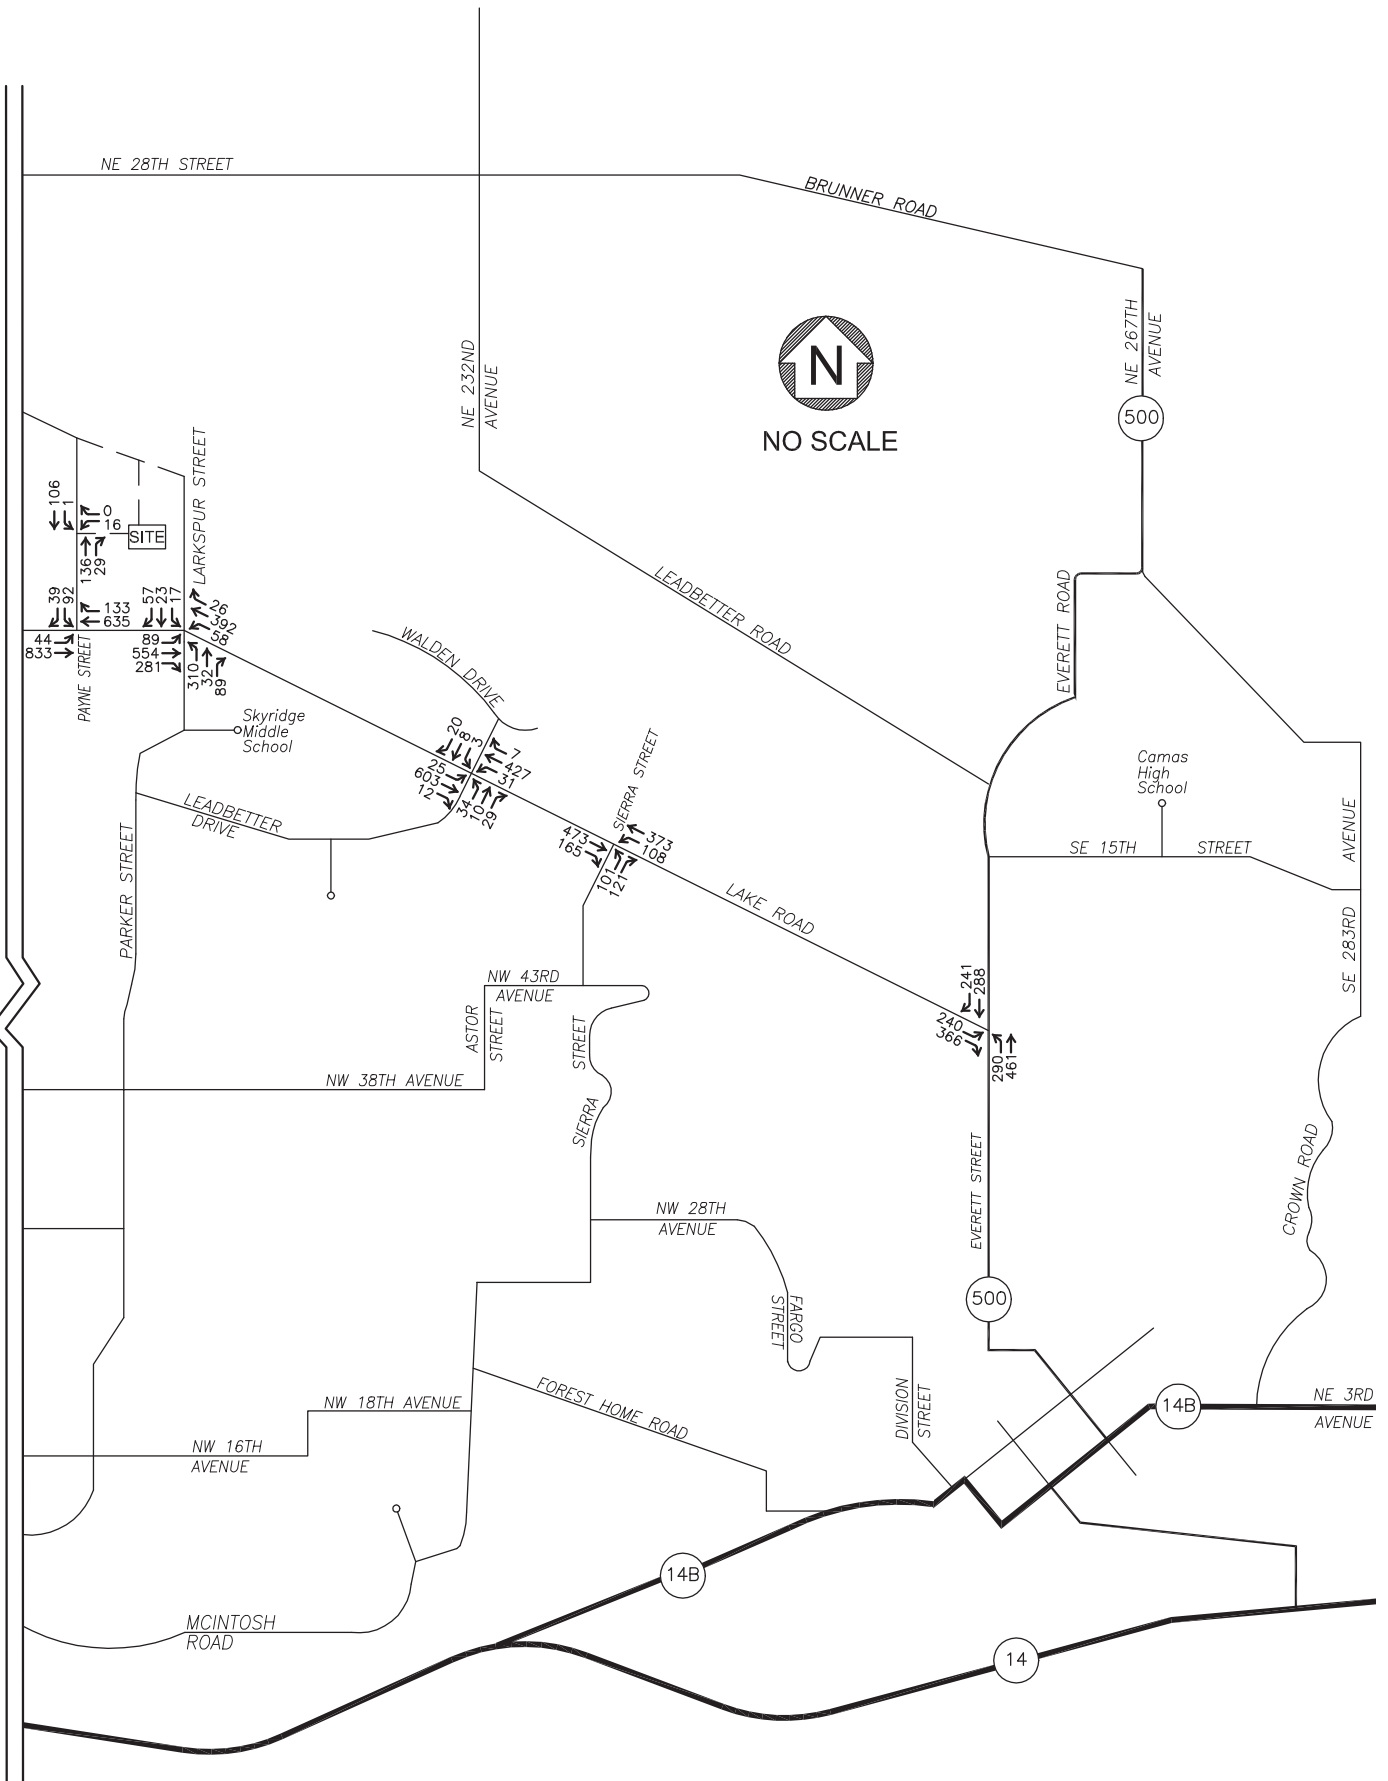 NE 28TH STREET
BRUNNER ROAD
NE 267TH
AVENUE
NE 232ND
AVENUE
N
NO SCALE
500
LARKSPUR STREET
106
1
0
16
SITE
136
29
39
92
133
635
57
23
17
26
392
58
44
833
89
554
281
310
32
89
PAYNE STREET
Skyridge
Middle
School
LEADBETTER ROAD
EVERETT ROAD
WALDEN DRIVE
20
8
3
7
427
31
25
603
12
34
10
29
SIERRA STREET
473
165
373
108
101
121
Camas
High
School
LEADBETTER
DRIVE
PARKER STREET
SE 15TH STREET
AVENUE
SE 283RD
LAKE ROAD
241
288
240
366
290
461
NW 43RD
AVENUE
ASTOR
STREET
STREET
SIERRA
NW 38TH AVENUE
EVERETT STREET
CROWN ROAD
NW 28TH
AVENUE
500
FARGO
STREET
NW 18TH AVENUE
FOREST HOME ROAD
DIVISION
STREET
14B
NE 3RD
AVENUE
NW 16TH
AVENUE
14B
MCINTOSH
ROAD
14